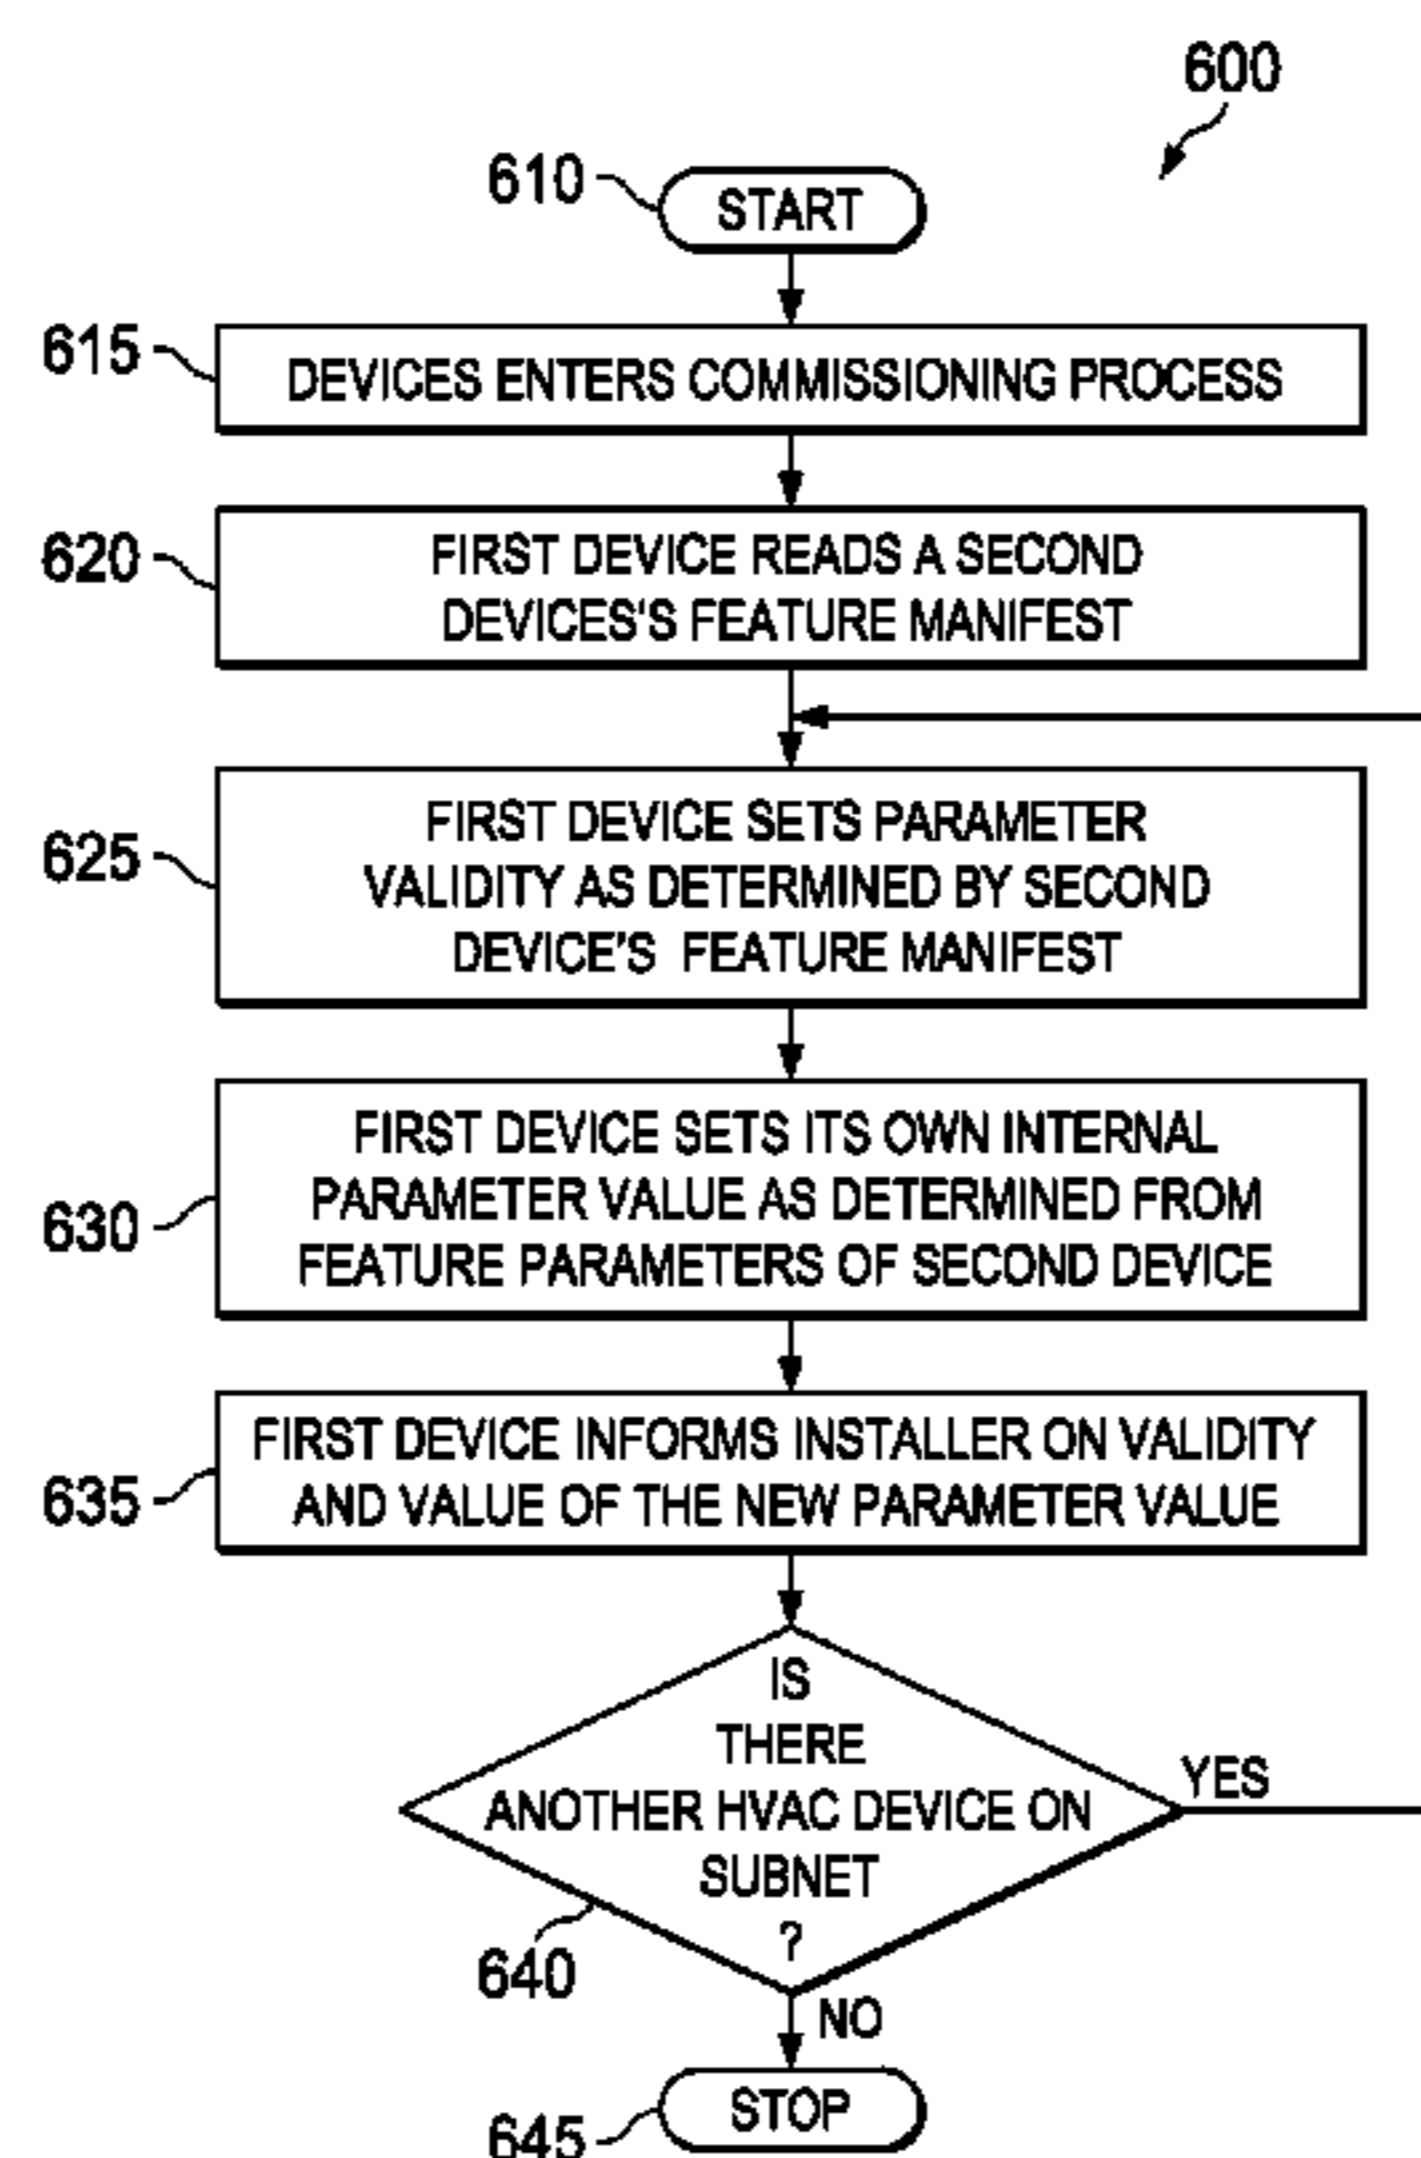 600
610
START
615
DEVICES ENTERS COMMISSIONING PROCESS
620
FIRST DEVICE READS A SECOND
DEVICES'S FEATURE MANIFEST
625
FIRST DEVICE SETS PARAMETER
VALIDITY AS DETERMINED BY SECOND
DEVICE'S FEATURE MANIFEST
630
FIRST DEVICE SETS ITS OWN INTERNAL
PARAMETER VALUE AS DETERMINED FROM
FEATURE PARAMETERS OF SECOND DEVICE
635
FIRST DEVICE INFORMS INSTALLER ON VALIDITY
AND VALUE OF THE NEW PARAMETER VALUE
IS
THERE
ANOTHER HVAC DEVICE ON
SUBNET
?
YES
640
NO
STOP
645